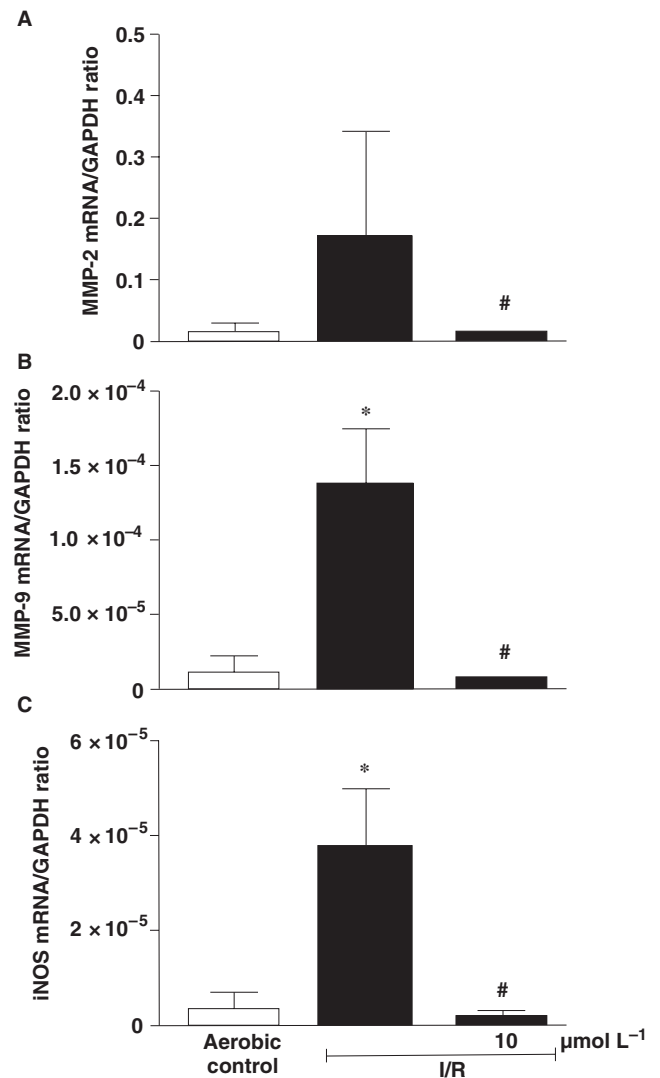 A
MMP-2 mRNA/GAPDH ratio
0.5
0.4
0.3
0.2
0.1
0
#
B
MMP-9 mRNA/GAPDH ratio
2.0 × 10⁻⁴
1.5 × 10⁻⁴
1.0 × 10⁻⁴
5.0 × 10⁻⁵
0
*
#
C
iNOS mRNA/GAPDH ratio
6 × 10⁻⁵
4 × 10⁻⁵
2 × 10⁻⁵
0
*
#
Aerobic
control
10 µmol L⁻¹
I/R